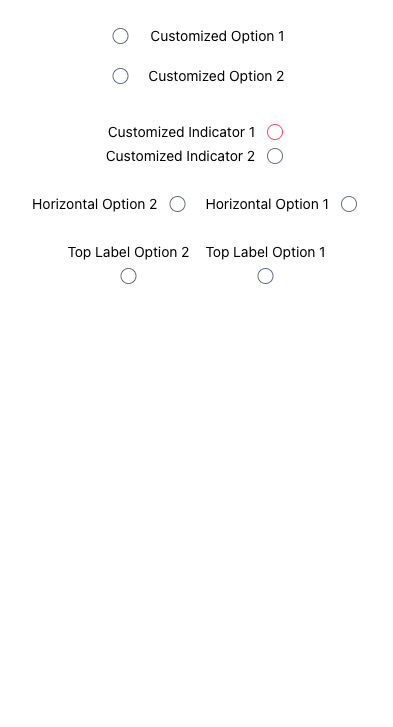 Customized Option 1
Customized Option 2
Customized Indicator 1
Customized Indicator 2
Horizontal Option 2 Horizontal Option 1
Top Label Option 2 Top Label Option 1